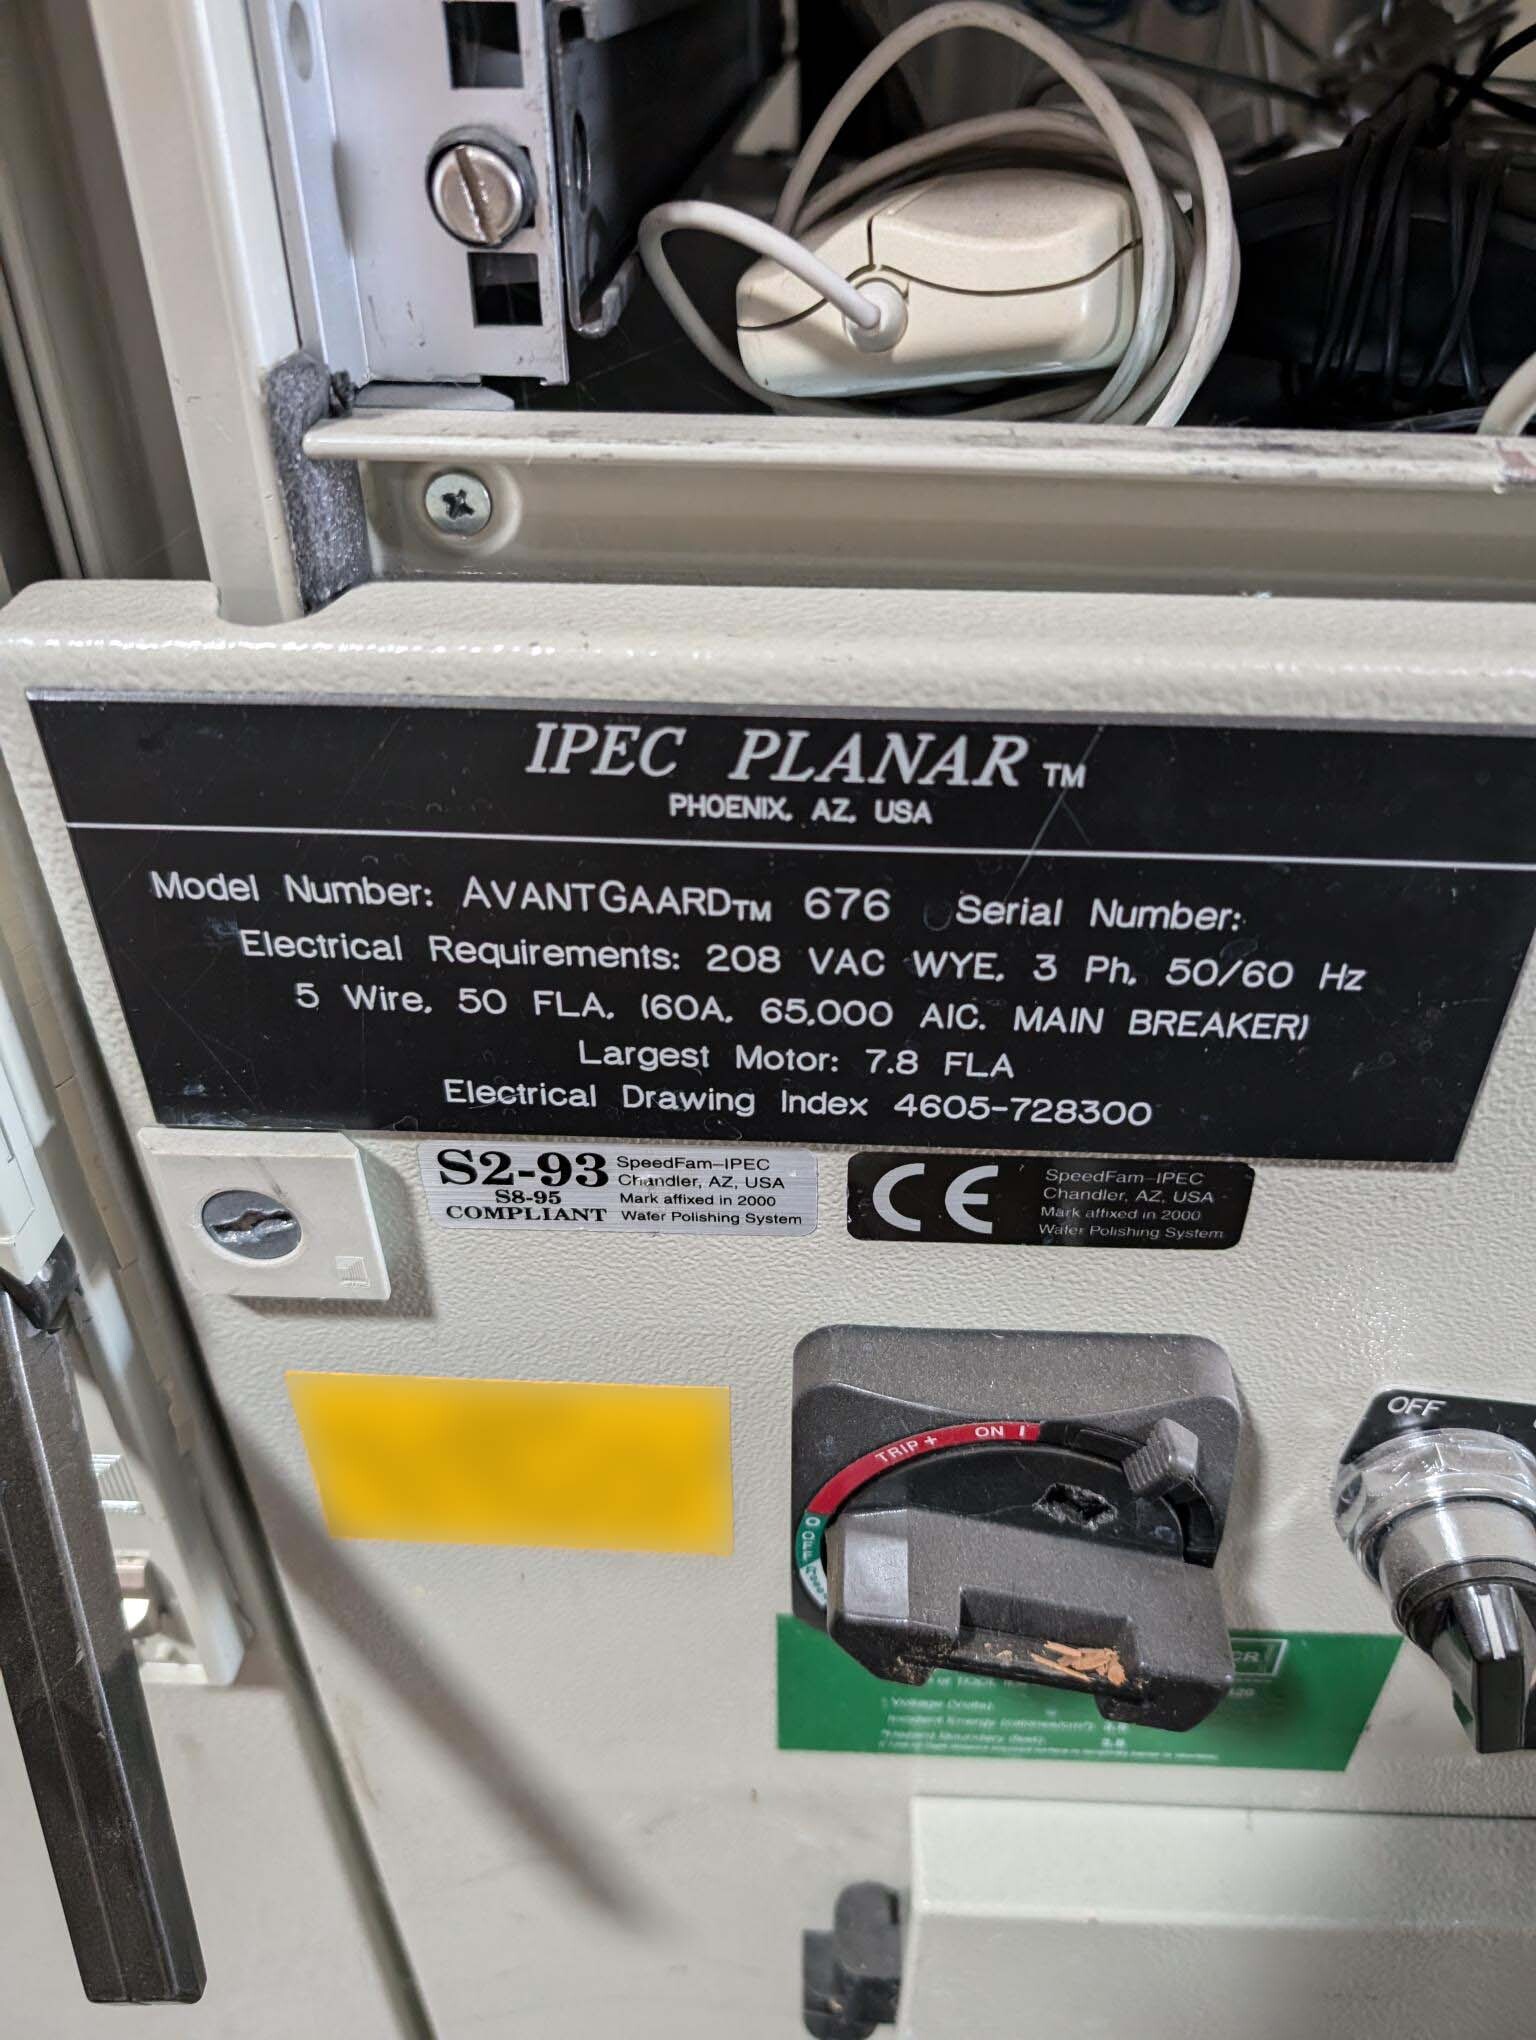 IPEC PLANAR TM
PHOENIX, AZ, USA
Model Number: AVANTGAARD™ 676 Serial Number:
Electrical Requirements: 208 VAC WYE, 3 Ph, 50/60 Hz
5 Wire, 50 FLA, (60A, 65,000 AIC. MAIN BREAKER)
Largest Motor: 7.8 FLA
Electrical Drawing Index 4605-728300
S2-93
S8-95
COMPLIANT
SpeedFam-IPEC
Chandler, AZ, USA
Mark affixed in 2000
Wafer Polishing System
CE
SpeedFam-IPEC
Chandler, AZ, USA
Mark affixed in 2000
Wafer Polishing System
OFF
TRIP+ ON I
O OFF